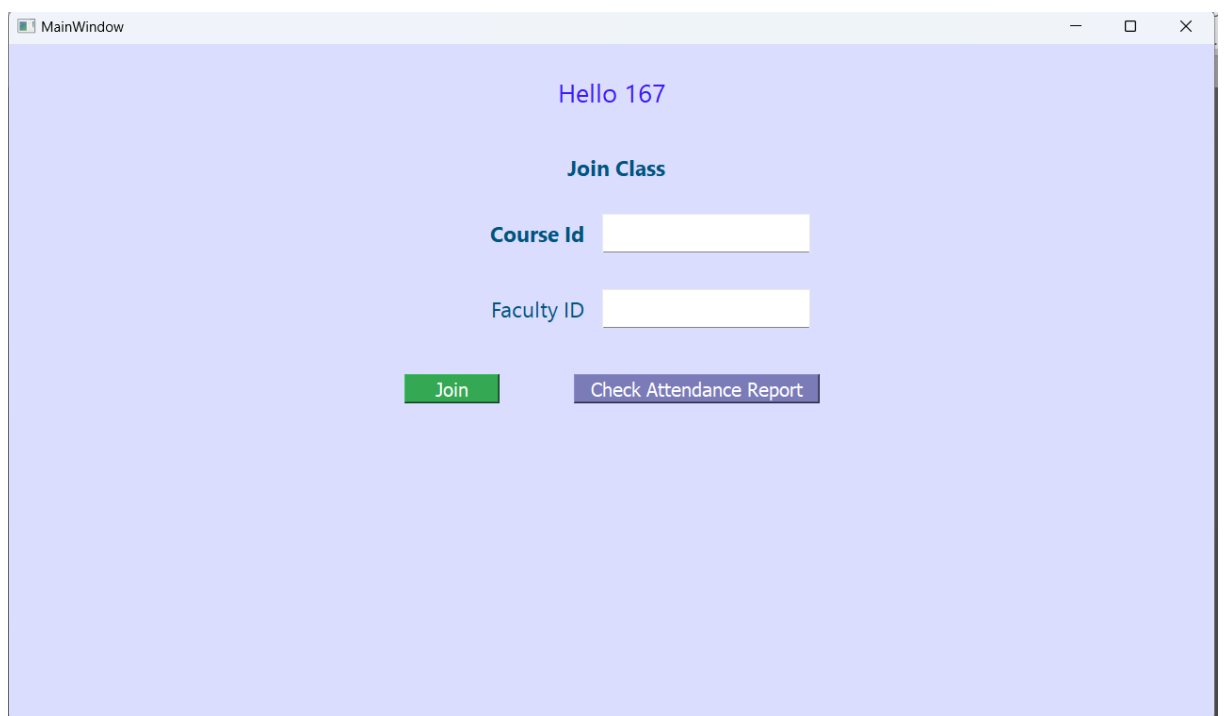 MainWindow
Hello 167
Join Class
Course Id
Faculty ID
Join Check Attendance Report